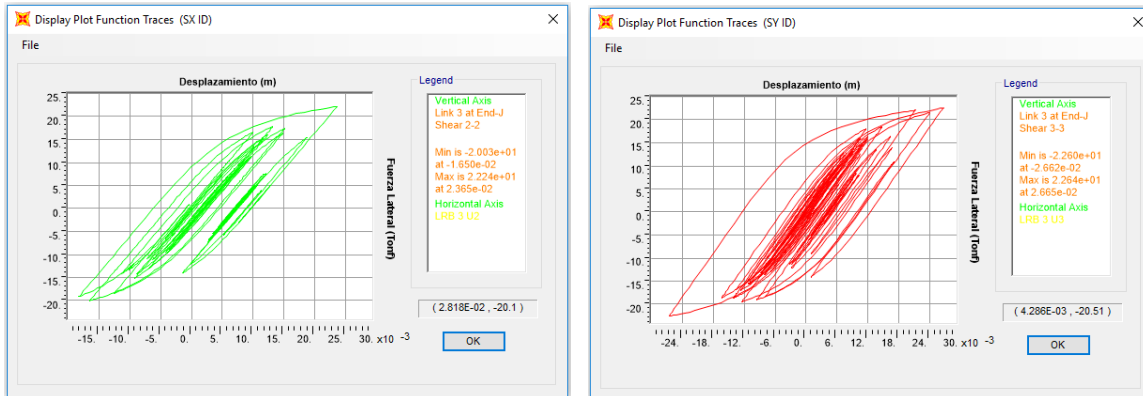 Display Plot Function Traces (SX ID)
File
Desplazamiento (m)
25.
20.
15.
10.
5.
0.
-5.
-10.
-15.
-20.
-15. -10. -5. 0. 5. 10. 15. 20. 25. 30. x10 -3
Fuerza Lateral (Tonf)
Legend
Vertical Axis
Link 3 at End-J
Shear 2-2
Min is -2.003e+01
at -1.650e-02
Max is 2.224e+01
at 2.365e-02
Horizontal Axis
LRB 3 U2
( 2.818E-02 , -20.1 )
OK
Display Plot Function Traces (SY ID)
File
Desplazamiento (m)
25.
20.
15.
10.
5.
0.
-5.
-10.
-15.
-20.
-24. -18. -12. -6. 0. 6. 12. 18. 24. 30. x10 -3
Fuerza Lateral (Tonf)
Legend
Vertical Axis
Link 3 at End-J
Shear 3-3
Min is -2.260e+01
at -2.662e-02
Max is 2.264e+01
at 2.665e-02
Horizontal Axis
LRB 3 U3
( 4.286E-03 , -20.51 )
OK